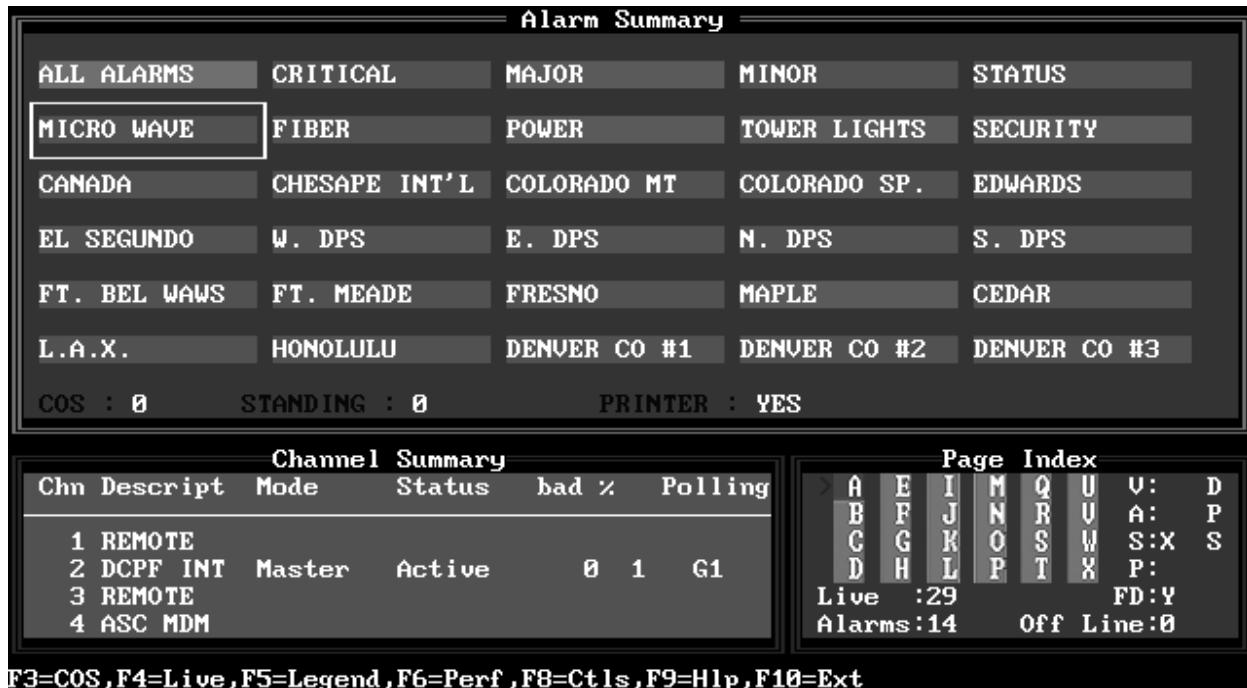 Alarm Summary
ALL ALARMS CRITICAL MAJOR MINOR STATUS
MICRO WAVE FIBER POWER TOWER LIGHTS SECURITY
CANADA CHESAPE INT'L COLORADO MT COLORADO SP. EDWARDS
EL SEGUNDO W. DPS E. DPS N. DPS S. DPS
FT. BEL WAWS FT. MEADE FRESNO MAPLE CEDAR
L.A.X. HONOLULU DENVER CO #1 DENVER CO #2 DENVER CO #3
COS : 0 STANDING : 0 PRINTER : YES
Channel Summary
Chn Descript Mode Status bad % Polling
1 REMOTE
2 DCPF INT Master Active 0 1 G1
3 REMOTE
4 ASC MDM
Page Index
> A E I M Q U V: D
B F J N R V A: P
C G K O S W S:X S
D H L P T X P:
Live :29 FD:Y
Alarms:14 Off Line:0
F3=COS,F4=Live,F5=Legend,F6=Perf,F8=Ctls,F9=Hlp,F10=Ext